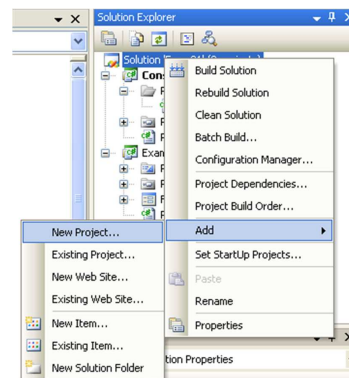 Solution Explorer
Solution
Build Solution
Rebuild Solution
Clean Solution
Batch Build...
Configuration Manager...
Project Dependencies...
Project Build Order...
Add
Set StartUp Projects...
Paste
Rename
Properties
New Project...
Existing Project...
New Web Site...
Existing Web Site...
New Item...
Existing Item...
New Solution Folder
Cons
P
P
F
P
Exan
P
P
F
P
tion Properties